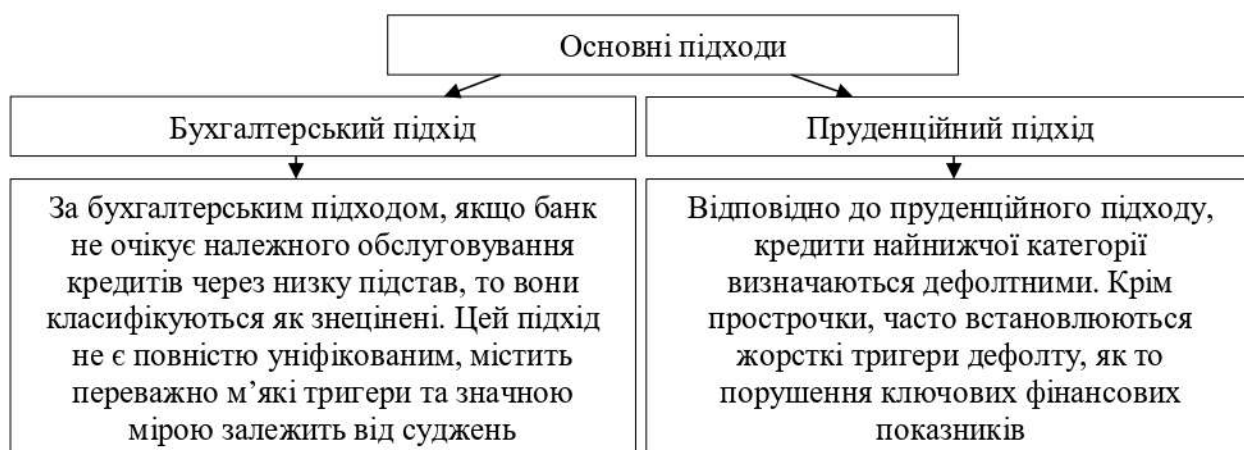 Основні підходи
Бухгалтерський підхід
Пруденційний підхід
За бухгалтерським підходом, якщо банк
не очікує належного обслуговування
кредитів через низку підстав, то вони
класифікуються як знецінені. Цей підхід
не є повністю уніфікованим, містить
переважно м’які тригери та значною
мірою залежить від суджень
Відповідно до пруденційного підходу,
кредити найнижчої категорії
визначаються дефолтними. Крім
прострочки, часто встановлюються
жорсткі тригери дефолту, як то
порушення ключових фінансових
показників